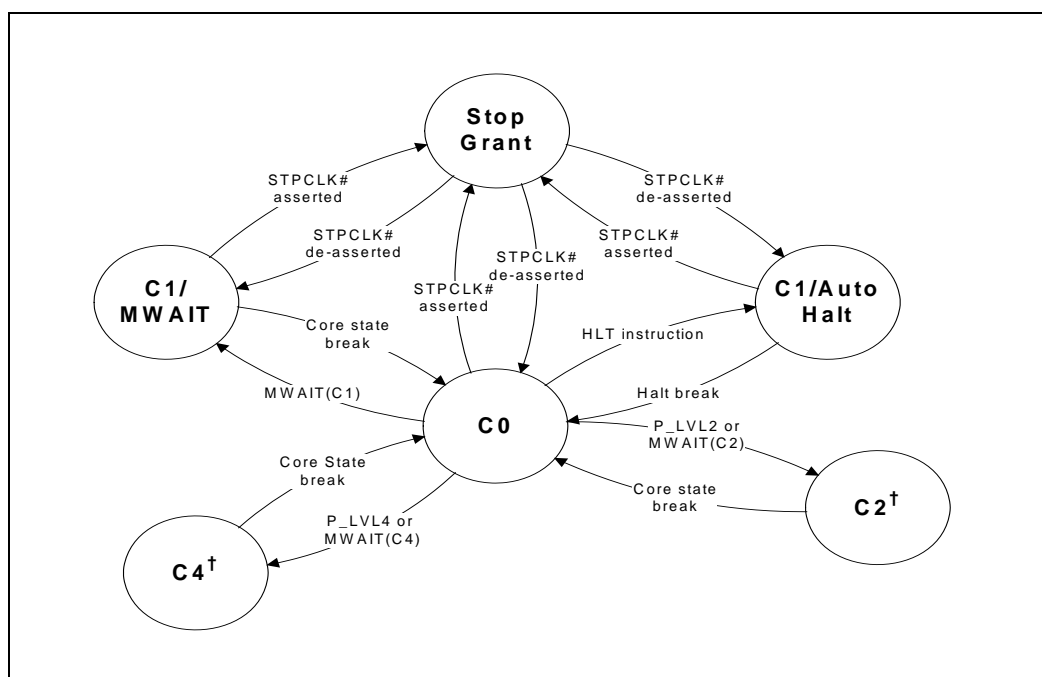 Stop
Grant
STPCLK#
asserted
STPCLK#
de-asserted
STPCLK#
de-asserted
STPCLK#
asserted
STPCLK#
de-asserted
STPCLK#
asserted
C1/
MWAIT
C1/Auto
Halt
Core state
break
HLT instruction
MWAIT(C1)
Halt break
C0
P_LVL2 or
MWAIT(C2)
Core State
break
Core state
break
C2†
P_LVL4 or
MWAIT(C4)
C4†